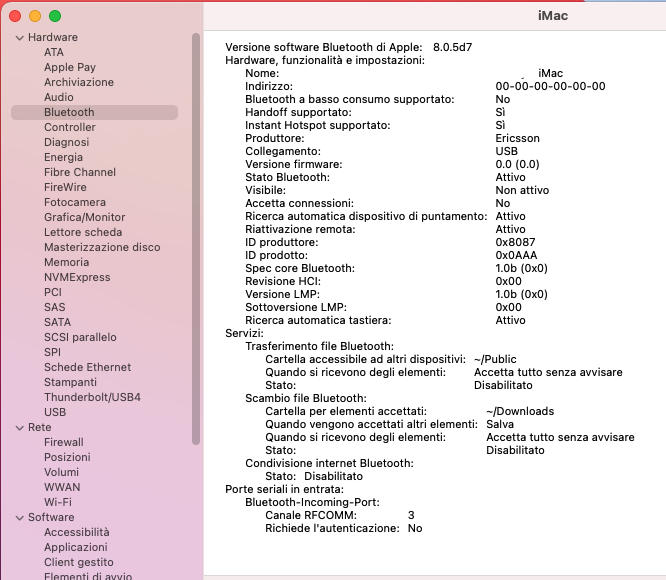 iMac
Hardware
ATA
Apple Pay
Archiviazione
Audio
Bluetooth
Controller
Diagnosi
Energia
Fibre Channel
FireWire
Fotocamera
Grafica/Monitor
Lettore scheda
Masterizzazione disco
Memoria
NVMExpress
PCI
SAS
SATA
SCSI parallelo
SPI
Schede Ethernet
Stampanti
Thunderbolt/USB4
USB
Rete
Firewall
Posizioni
Volumi
WWAN
Wi-Fi
Software
Accessibilità
Applicazioni
Client gestito
Elementi di avvio
Versione software Bluetooth di Apple: 8.0.5d7
Hardware, funzionalità e impostazioni:
Nome: iMac
Indirizzo: 00-00-00-00-00-00
Bluetooth a basso consumo supportato: No
Handoff supportato: Sì
Instant Hotspot supportato: Sì
Produttore: Ericsson
Collegamento: USB
Versione firmware: 0.0 (0.0)
Stato Bluetooth: Attivo
Visibile: Non attivo
Accetta connessioni: No
Ricerca automatica dispositivo di puntamento: Attivo
Riattivazione remota: Attivo
ID produttore: 0x8087
ID prodotto: 0x0AAA
Spec core Bluetooth: 1.0b (0x0)
Revisione HCI: 0x00
Versione LMP: 1.0b (0x0)
Sottoversione LMP: 0x00
Ricerca automatica tastiera: Attivo
Servizi:
Trasferimento file Bluetooth:
Cartella accessibile ad altri dispositivi: ~/Public
Quando si ricevono degli elementi: Accetta tutto senza avvisare
Stato: Disabilitato
Scambio file Bluetooth:
Cartella per elementi accettati: ~/Downloads
Quando vengono accettati altri elementi: Salva
Quando si ricevono degli elementi: Accetta tutto senza avvisare
Stato: Disabilitato
Condivisione internet Bluetooth:
Stato: Disabilitato
Porte seriali in entrata:
Bluetooth-Incoming-Port:
Canale RFCOMM: 3
Richiede l'autenticazione: No